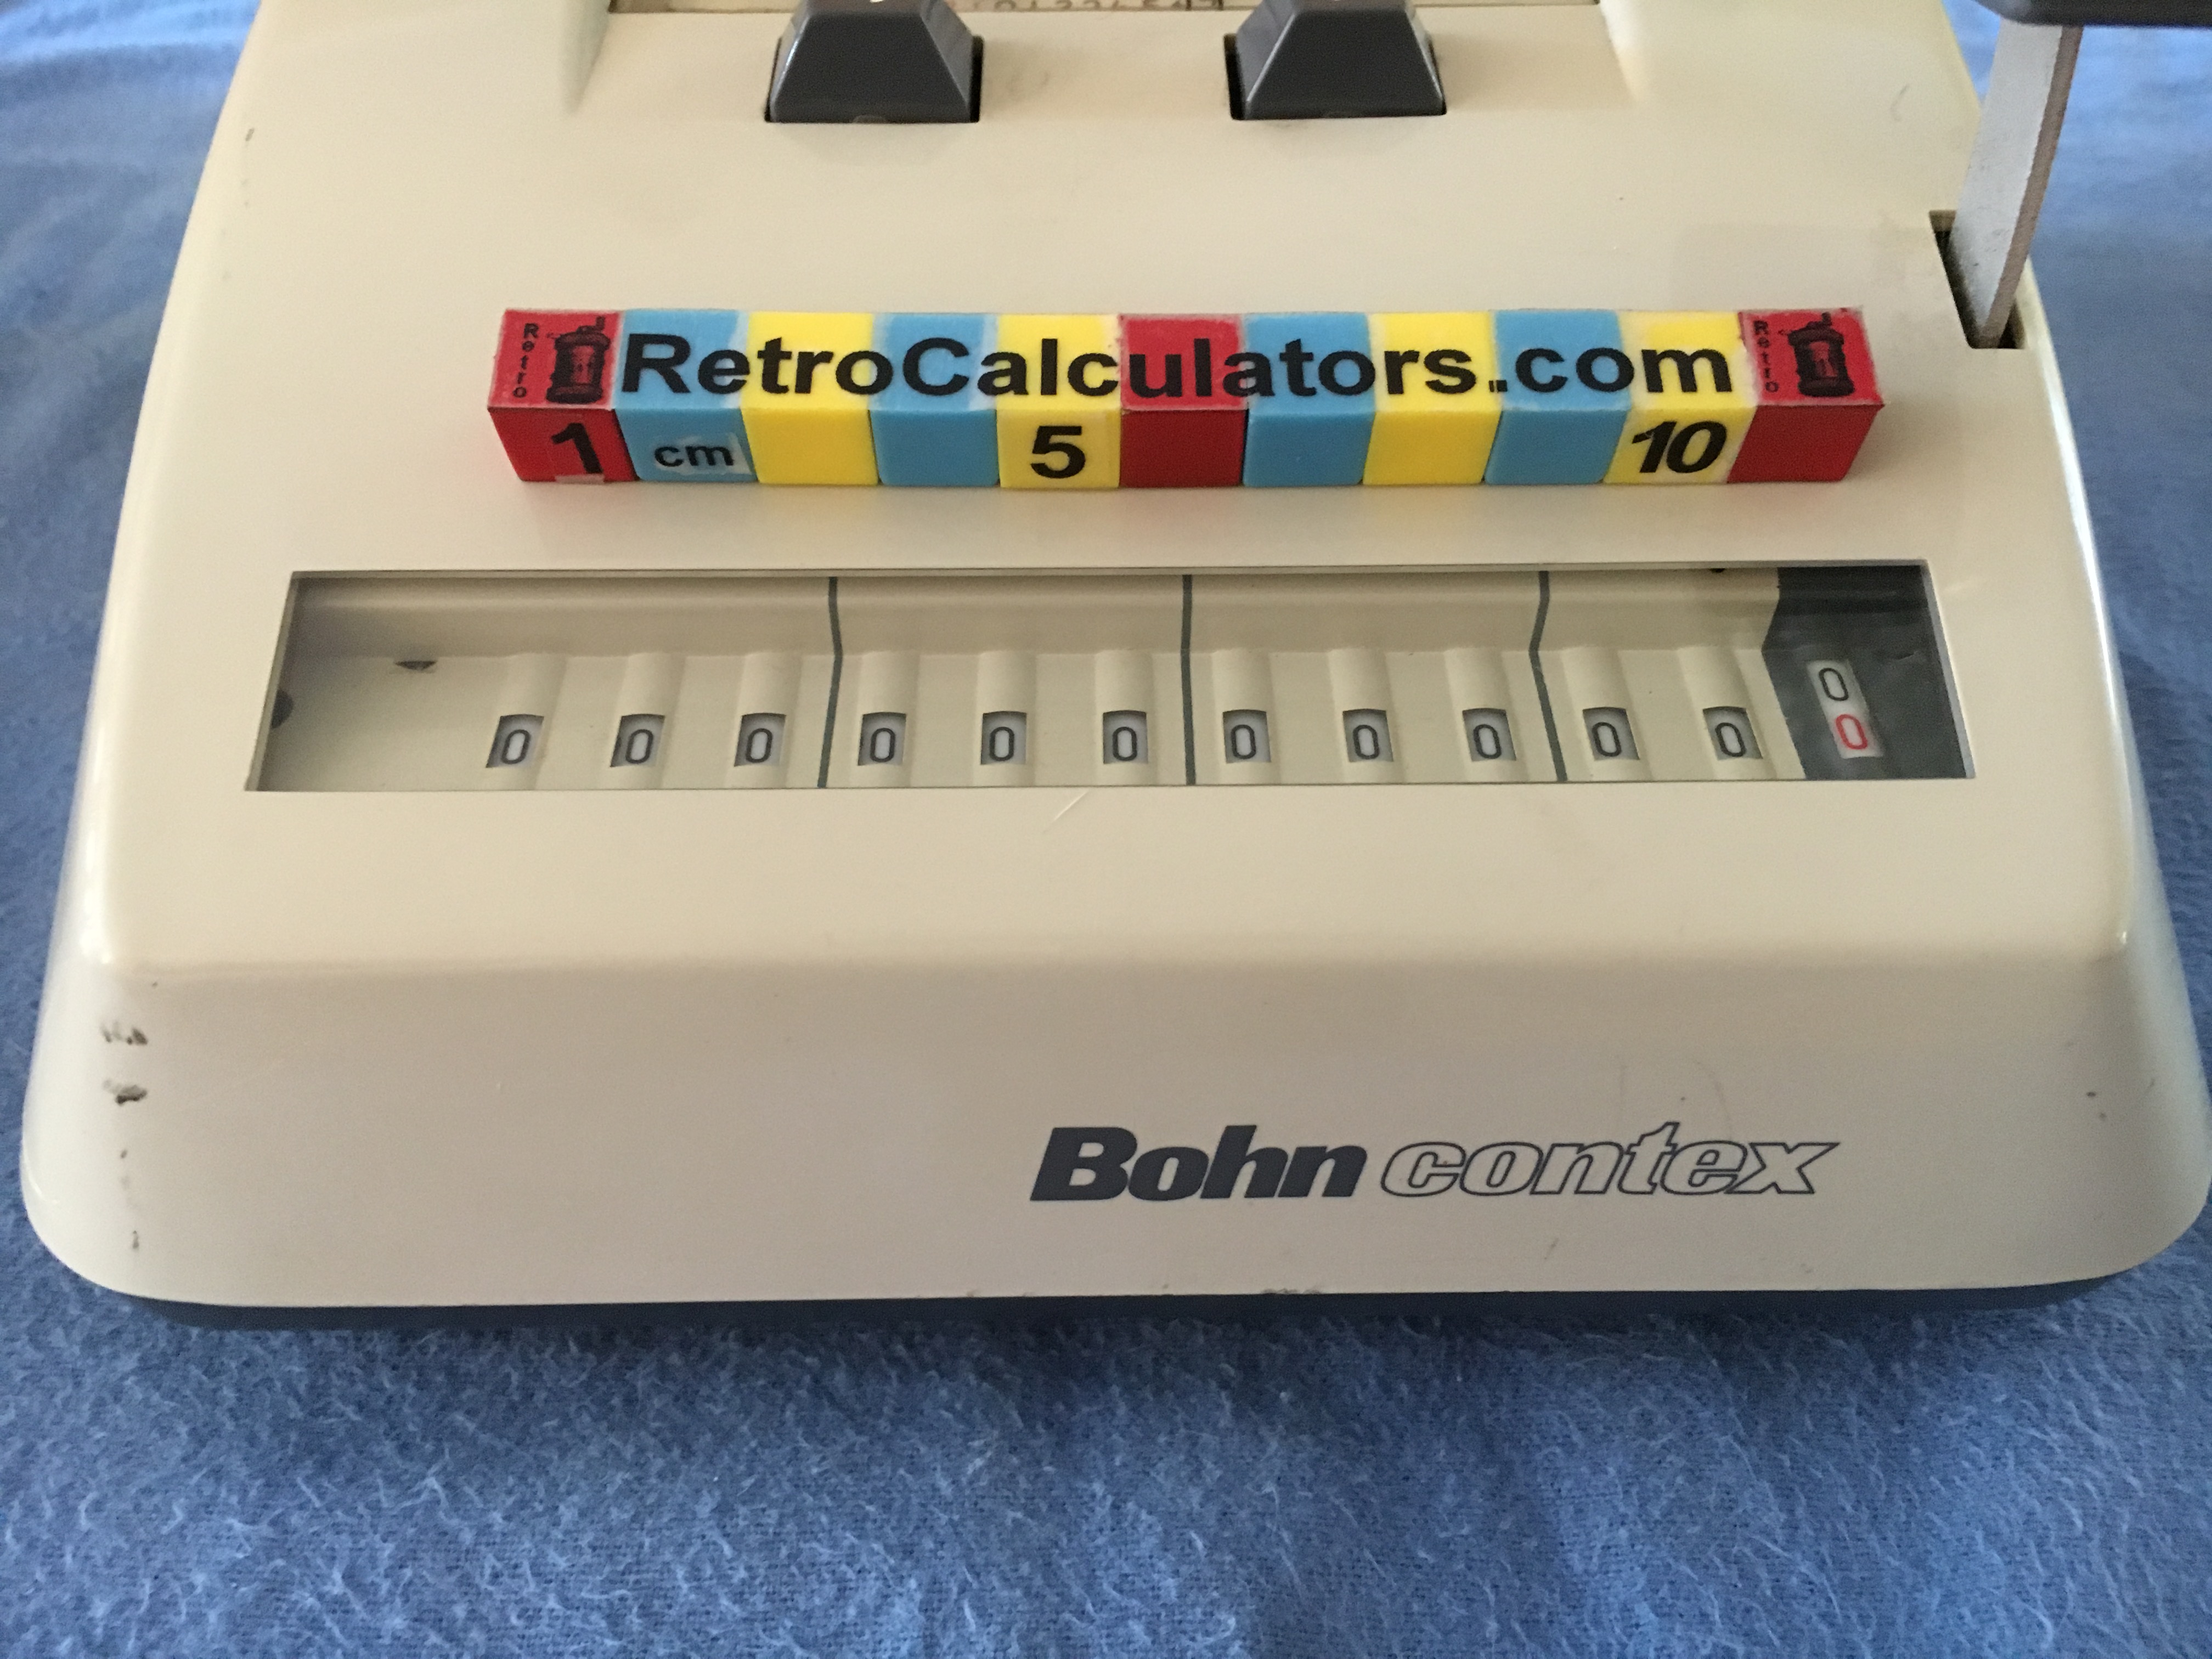 Retro RetroCalculators.com Retro
1 cm 5 10
0 0 0 0 0 0 0 0 0 0 0 0
0
Bohn contex